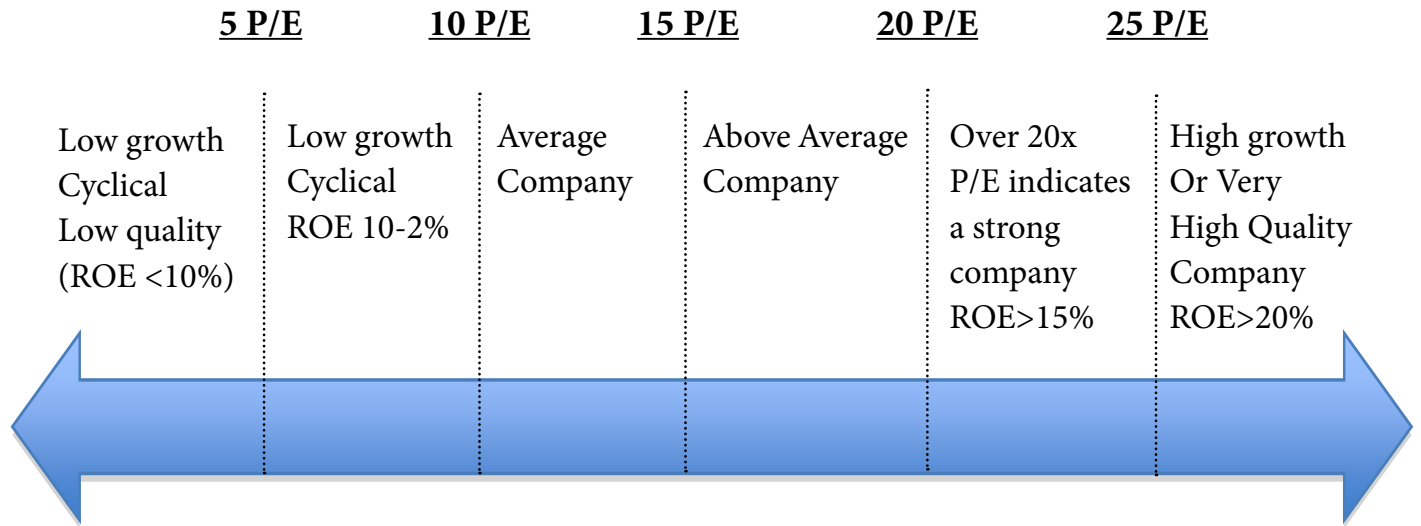 5 P/E
10 P/E
15 P/E
20 P/E
25 P/E
Low growth
Cyclical
Low quality
(ROE <10%)
Low growth
Cyclical
ROE 10-2%
Average
Company
Above Average
Company
Over 20x
P/E indicates
a strong
company
ROE>15%
High growth
Or Very
High Quality
Company
ROE>20%